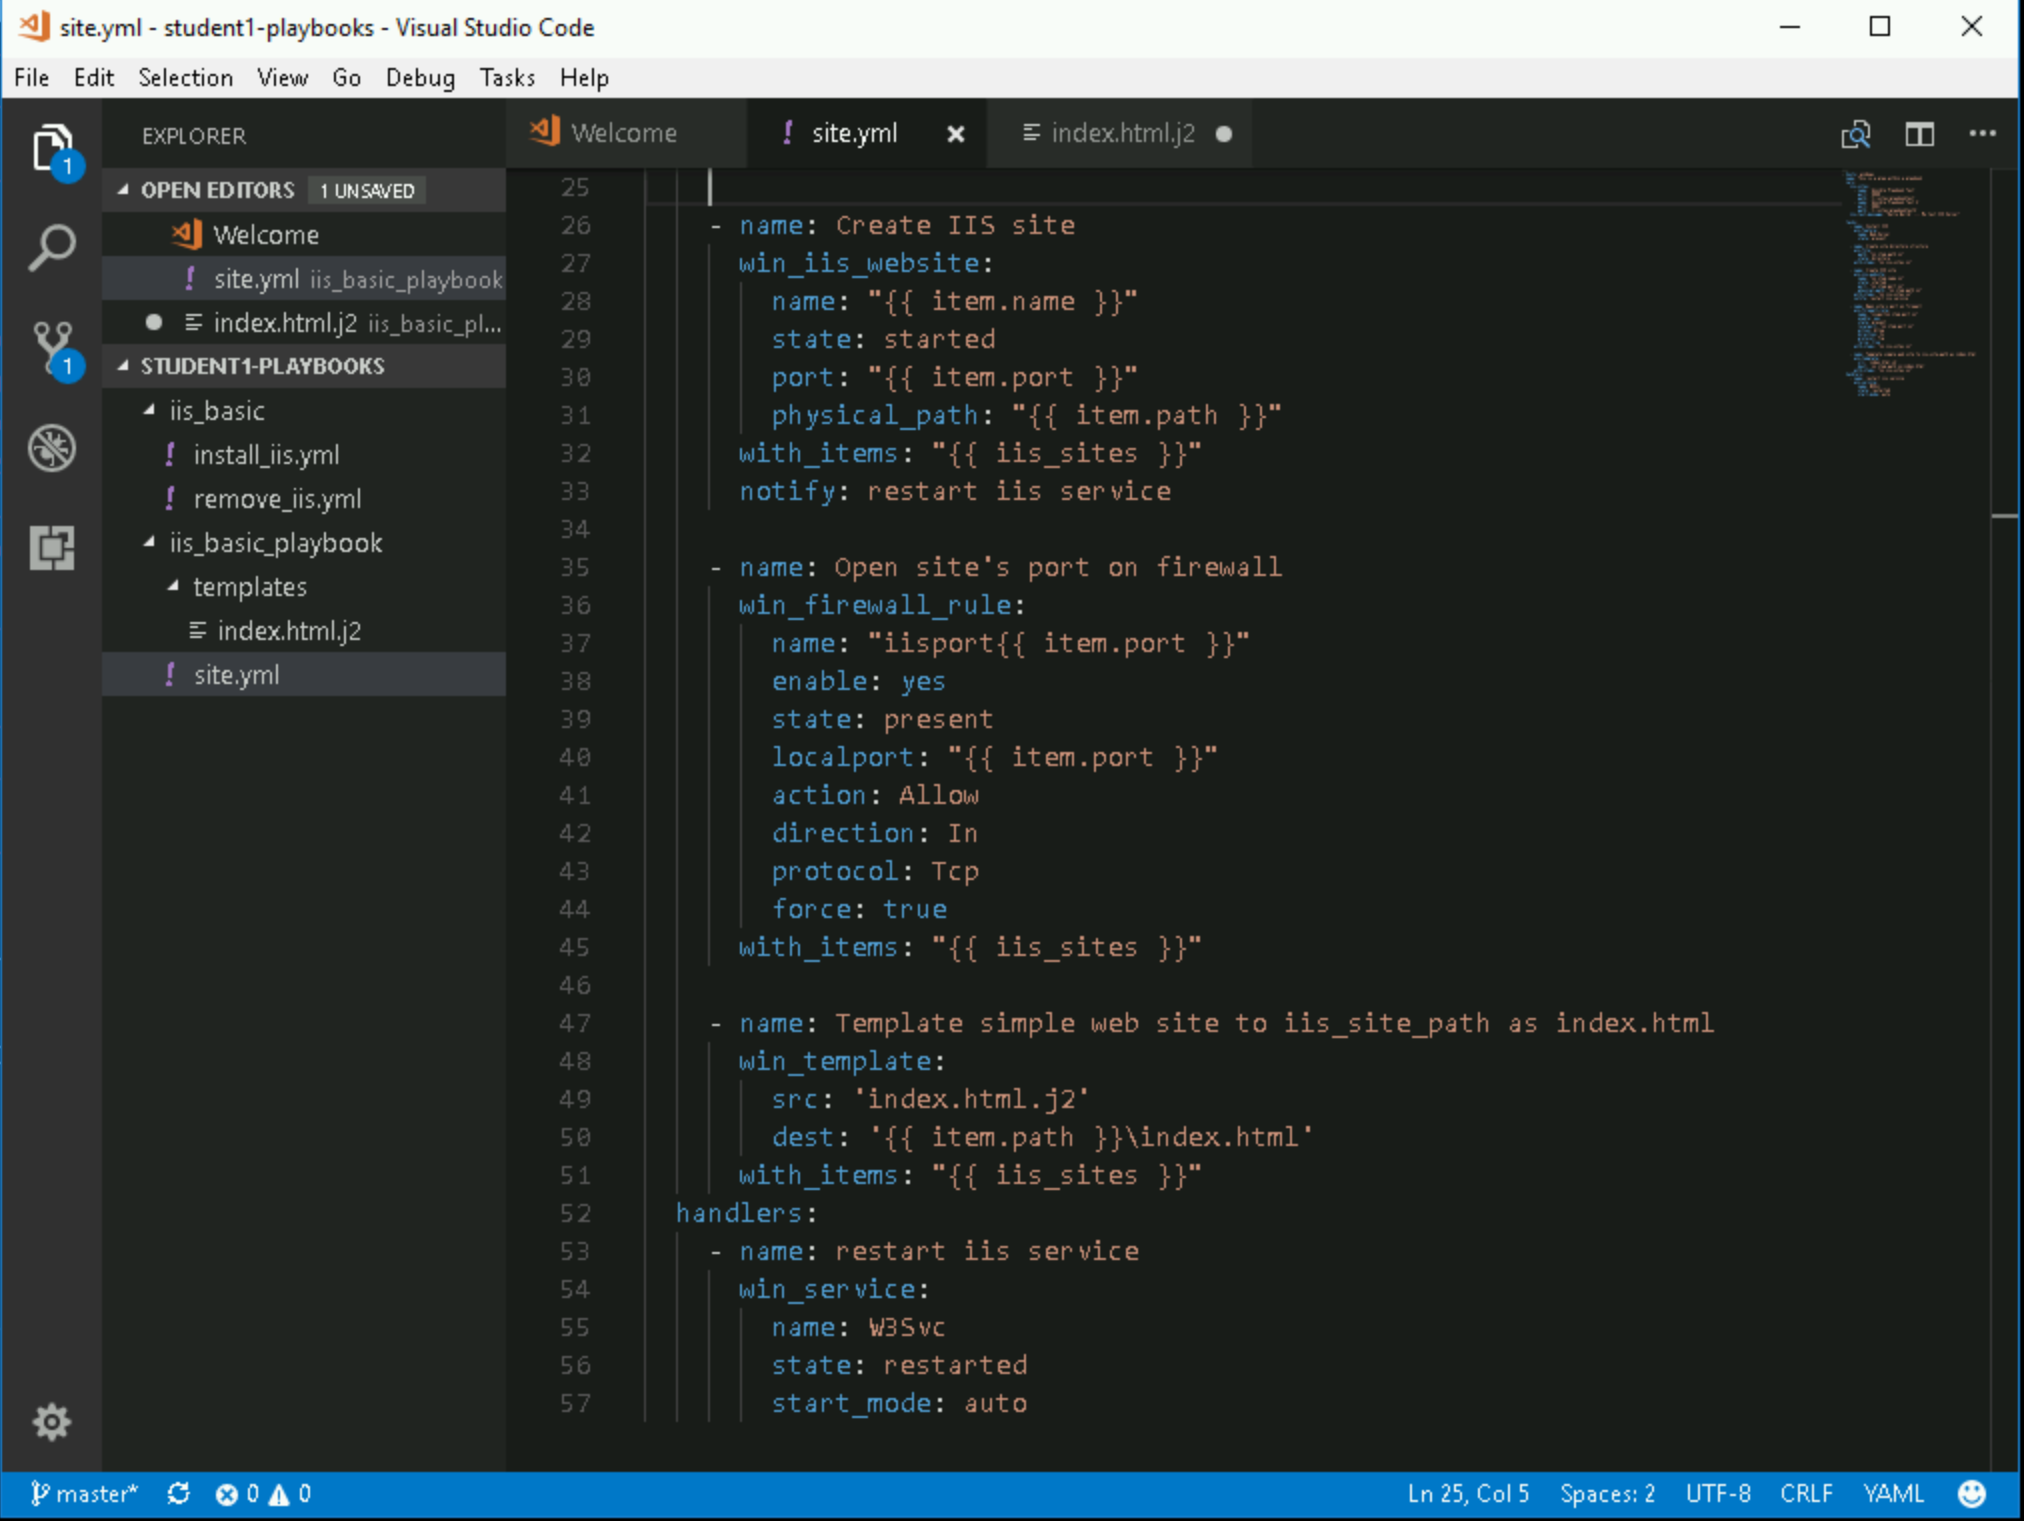 site.yml - student1-playbooks - Visual Studio Code
File Edit Selection View Go Debug Tasks Help
EXPLORER
OPEN EDITORS 1 UNSAVED
Welcome
site.yml iis_basic_playbook
index.html.j2 iis_basic_pl...
STUDENT1-PLAYBOOKS
iis_basic
install_iis.yml
remove_iis.yml
iis_basic_playbook
templates
index.html.j2
site.yml
1
1
Welcome site.yml index.html.j2
25
26 - name: Create IIS site
27 win_iis_website:
28 name: "{{ item.name }}"
29 state: started
30 port: "{{ item.port }}"
31 physical_path: "{{ item.path }}"
32 with_items: "{{ iis_sites }}"
33 notify: restart iis service
34
35 - name: Open site's port on firewall
36 win_firewall_rule:
37 name: "iisport{{ item.port }}"
38 enable: yes
39 state: present
40 localport: "{{ item.port }}"
41 action: Allow
42 direction: In
43 protocol: Tcp
44 force: true
45 with_items: "{{ iis_sites }}"
46
47 - name: Template simple web site to iis_site_path as index.html
48 win_template:
49 src: 'index.html.j2'
50 dest: '{{ item.path }}\index.html'
51 with_items: "{{ iis_sites }}"
52 handlers:
53 - name: restart iis service
54 win_service:
55 name: W3Svc
56 state: restarted
57 start_mode: auto
master* 0 0 Ln 25, Col 5 Spaces: 2 UTF-8 CRLF YAML